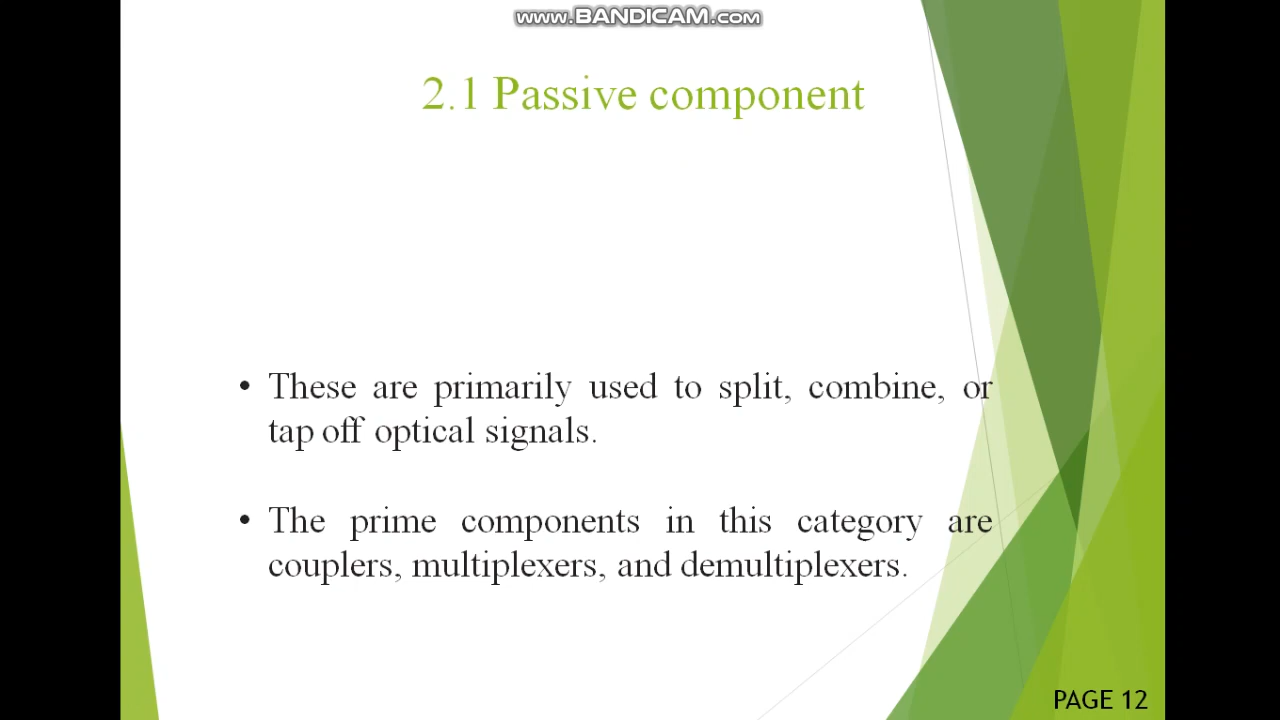 www.BANDICAM.com
2.1 Passive component
• These are primarily used to split, combine, or
tap off optical signals.
• The prime components in this category are
couplers, multiplexers, and demultiplexers.
PAGE 12